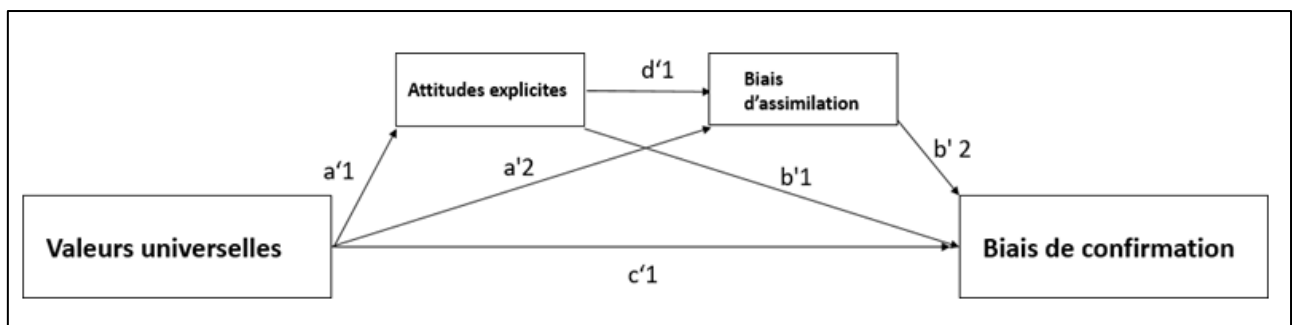 d‘1
Attitudes explicites
Biais
d’assimilation
a‘1
a'2
b'1
b' 2
Valeurs universelles
Biais de confirmation
c‘1